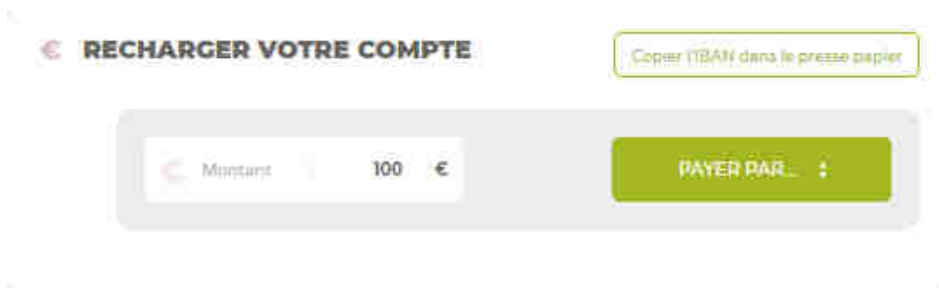 € RECHARGER VOTRE COMPTE
Copier l'IBAN dans le presse papier
€ Montant 100 €
PAYER PAR...